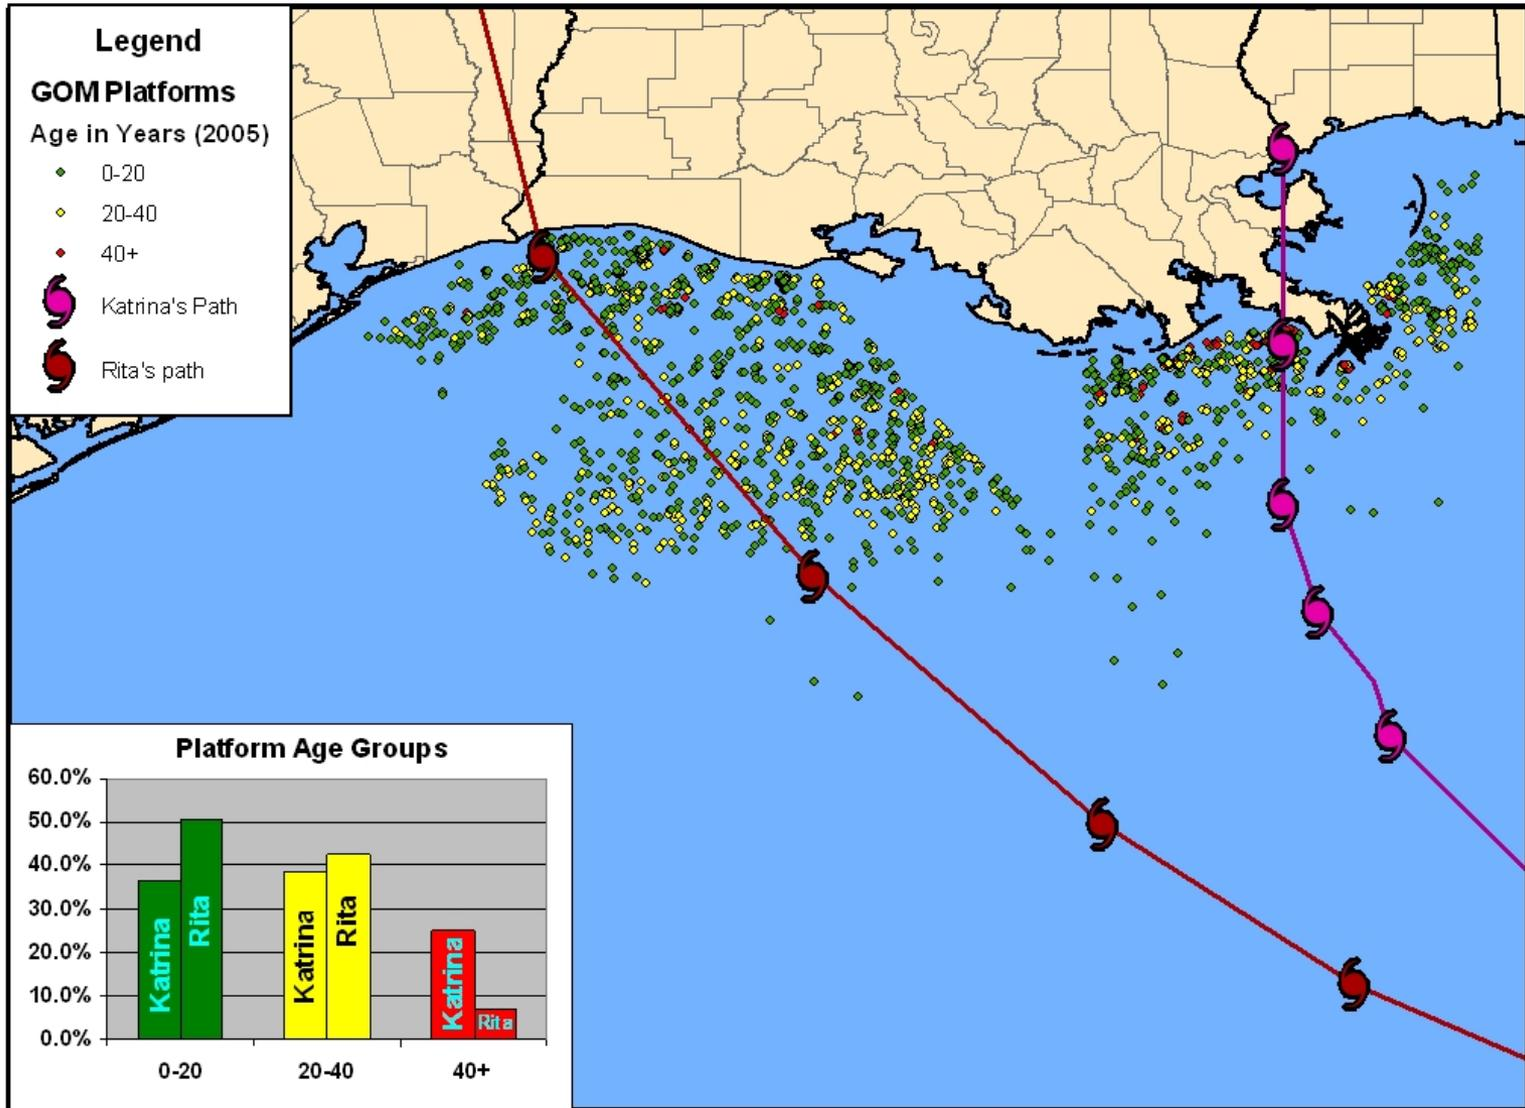 Legend
GOM Platforms
Age in Years (2005)
0-20
20-40
40+
Katrina's Path
Rita's path
Platform Age Groups
60.0%
50.0%
40.0%
30.0%
20.0%
10.0%
0.0%
Katrina
Rita
Katrina
Rita
Katrina
Rita
0-20
20-40
40+